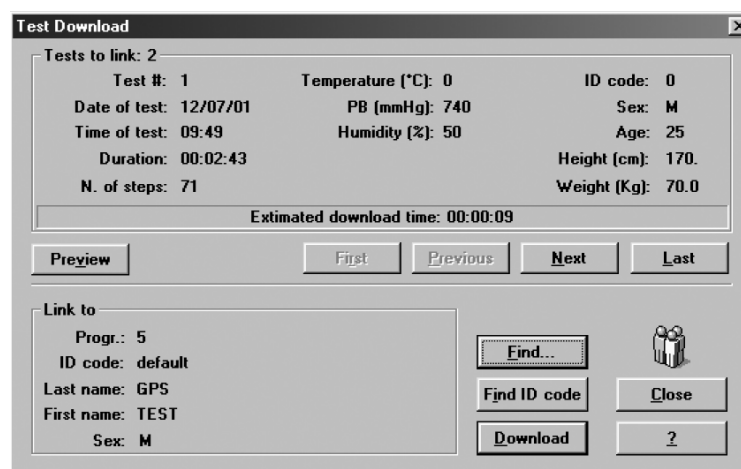 Test Download
Tests to link: 2
Test #: 1 Temperature (°C): 0 ID code: 0
Date of test: 12/07/01 PB (mmHg): 740 Sex: M
Time of test: 09:49 Humidity (%): 50 Age: 25
Duration: 00:02:43 Height (cm): 170.
N. of steps: 71 Weight (Kg): 70.0
Extimated download time: 00:00:09
Preview First Previous Next Last
Link to
Progr.: 5
ID code: default
Last name: GPS
First name: TEST
Sex: M
Find...
Find ID code Close
Download ?